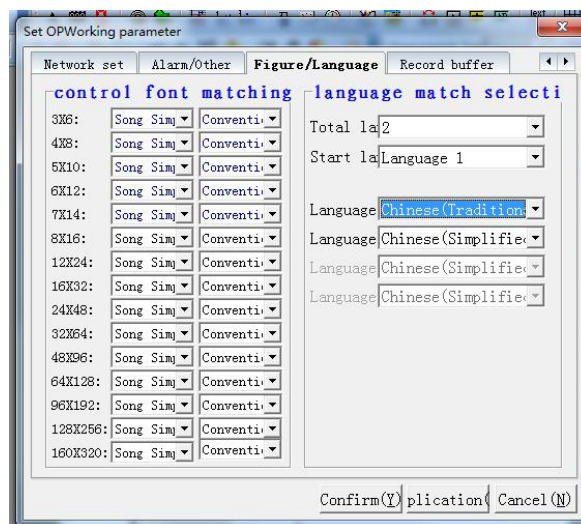 Set OPWorking parameter
Network set
Alarm/Other
Figure/Language
Record buffer
control font matching
3X6: Song Sim Conventi
4X8: Song Sim Conventi
5X10: Song Sim Conventi
6X12: Song Sim Conventi
7X14: Song Sim Conventi
8X16: Song Sim Conventi
12X24: Song Sim Conventi
16X32: Song Sim Conventi
24X48: Song Sim Conventi
32X64: Song Sim Conventi
48X96: Song Sim Conventi
64X128: Song Sim Conventi
96X192: Song Sim Conventi
128X256: Song Sim Conventi
160X320: Song Sim Conventi
language match selecti
Total la 2
Start la Language 1
Language Chinese(Tradition
Language Chinese(Simplifie
Language Chinese(Simplifie
Language Chinese(Simplifie
Confirm(Y) plication( Cancel(N)